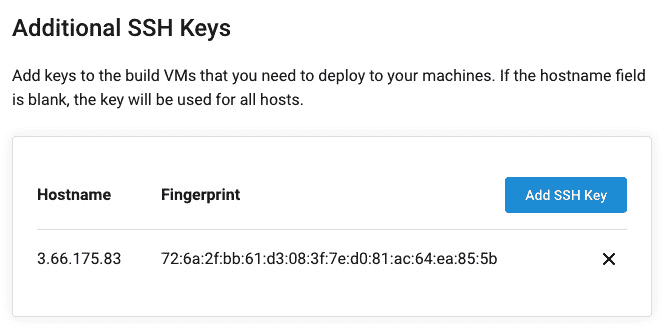 Additional SSH Keys
Add keys to the build VMs that you need to deploy to your machines. If the hostname field
is blank, the key will be used for all hosts.
Hostname Fingerprint Add SSH Key
3.66.175.83 72:6a:2f:bb:61:d3:08:3f:7e:d0:81:ac:64:ea:85:5b